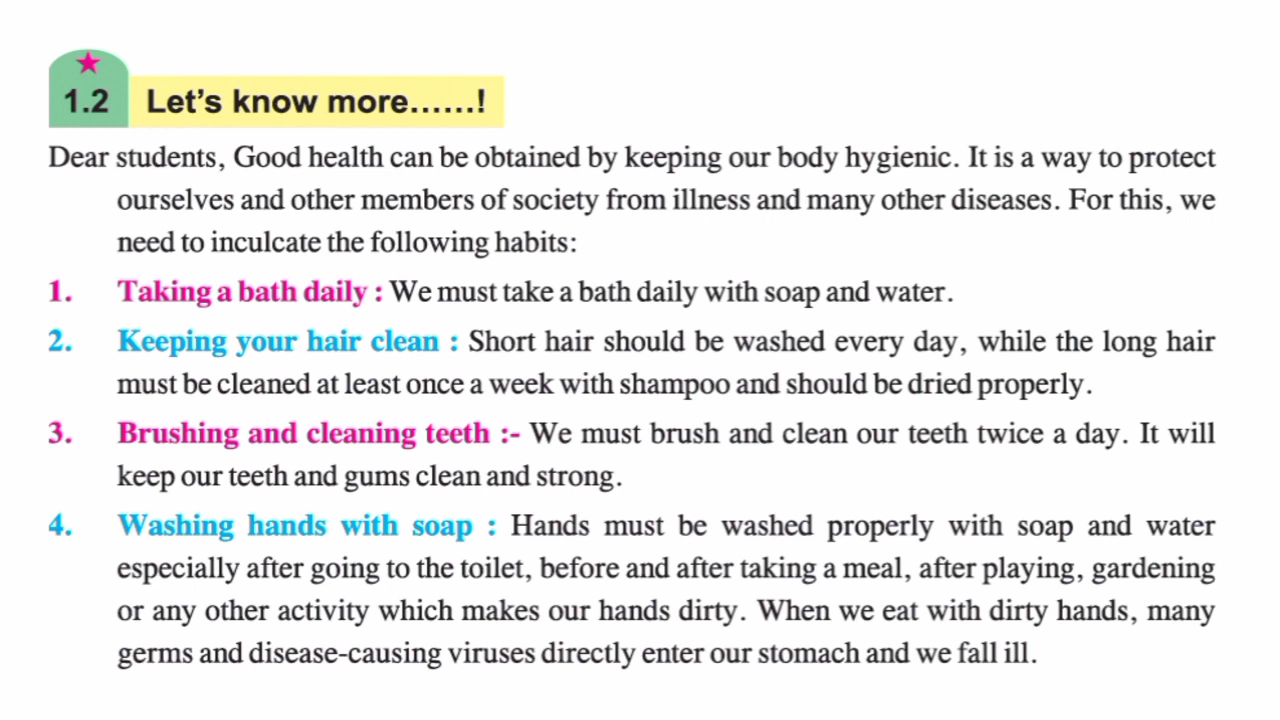 1.2 Let's know more......!
Dear students, Good health can be obtained by keeping our body hygienic. It is a way to protect
ourselves and other members of society from illness and many other diseases. For this, we
need to inculcate the following habits:
1. Taking a bath daily : We must take a bath daily with soap and water.
2. Keeping your hair clean : Short hair should be washed every day, while the long hair
must be cleaned at least once a week with shampoo and should be dried properly.
3. Brushing and cleaning teeth :- We must brush and clean our teeth twice a day. It will
keep our teeth and gums clean and strong.
4. Washing hands with soap : Hands must be washed properly with soap and water
especially after going to the toilet, before and after taking a meal, after playing, gardening
or any other activity which makes our hands dirty. When we eat with dirty hands, many
germs and disease-causing viruses directly enter our stomach and we fall ill.